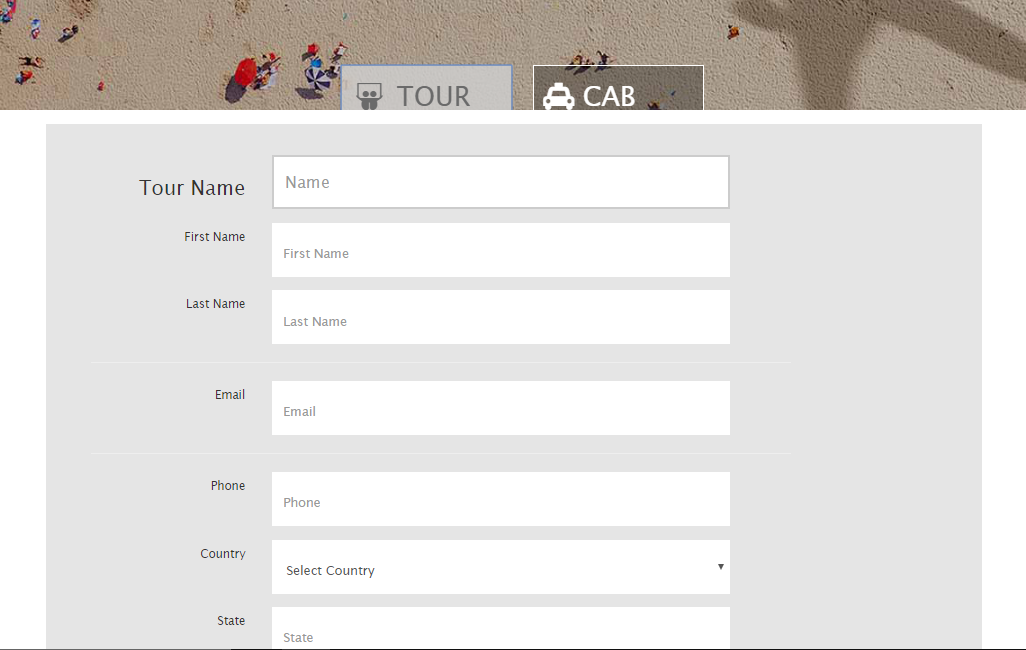 TOUR CAB
Tour Name Name
First Name First Name
Last Name Last Name
Email Email
Phone Phone
Country Select Country
State State